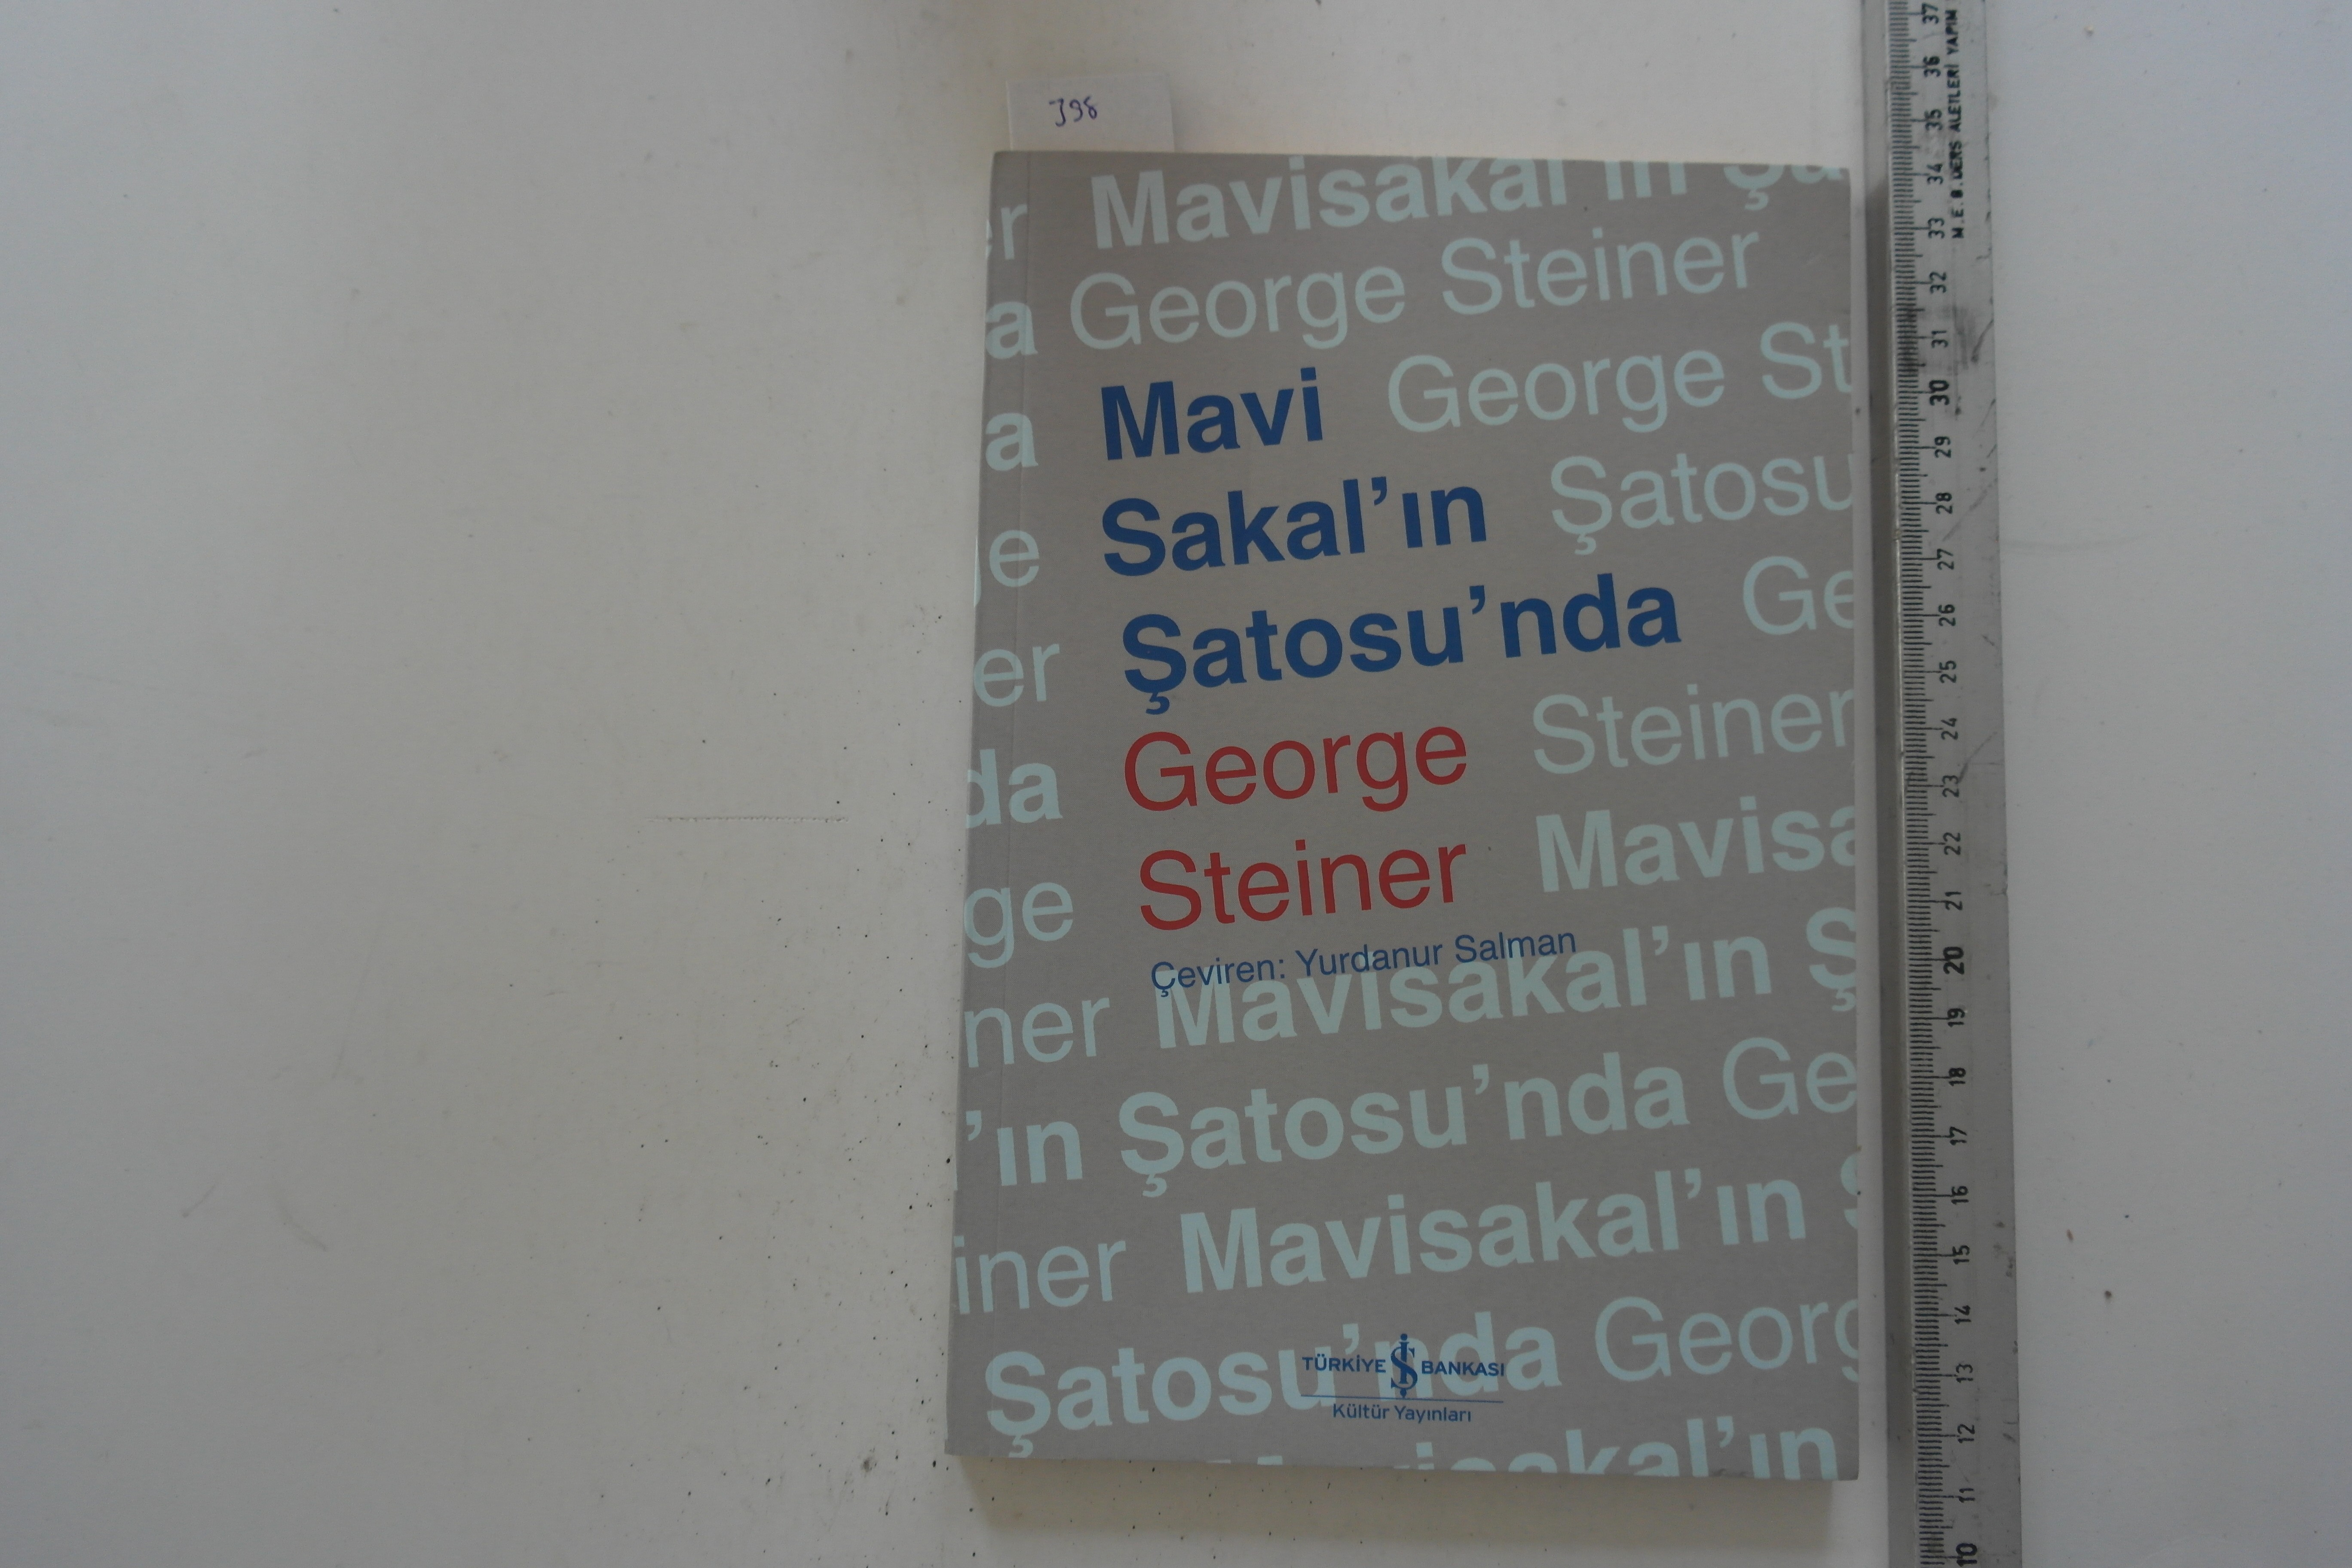 398
er Mavisakal'ın Şa
a George Steiner
a Mavi George St
e Sakal'ın Şatosu
er Şatosu'nda Ge
da George Steiner
ge Steiner Mavisa
Çeviren: Yurdanur Salman
ner Mavisakal'ın Ş
'ın Şatosu'nda Ge
iner Mavisakal'ın Ş
Şatosu'nda Georg
TÜRKİYE İŞ BANKASI
Kültür Yayınları
Mavisakal'ın
M.E.B. DERS ALETLERİ YAPIM
37
36
35
34
33
32
31
30
29
28
27
26
25
24
23
22
21
20
19
18
17
16
15
14
13
12
11
10